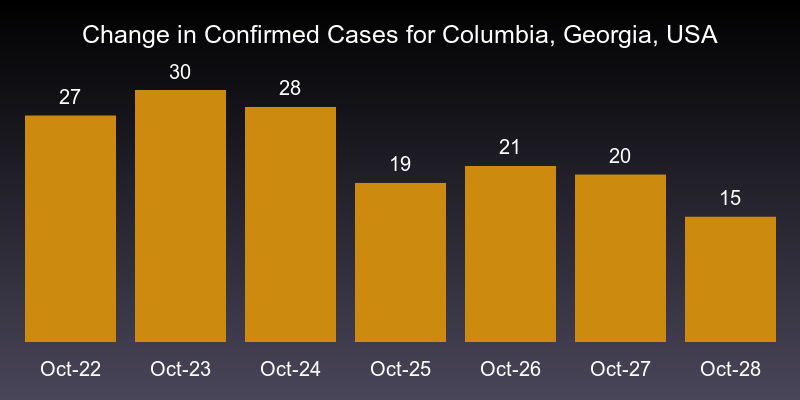 Change in Confirmed Cases for Columbia, Georgia, USA
27
30
28
19
21
20
15
Oct-22
Oct-23
Oct-24
Oct-25
Oct-26
Oct-27
Oct-28